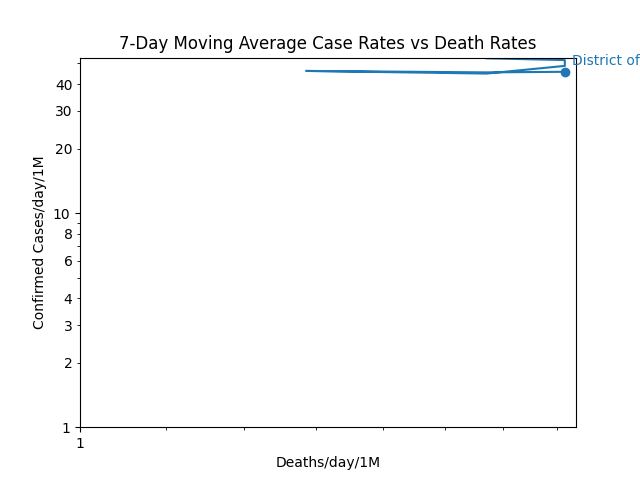 7-Day Moving Average Case Rates vs Death Rates
District of
40
30
20
10
8
6
4
3
2
1
1
Confirmed Cases/day/1M
Deaths/day/1M